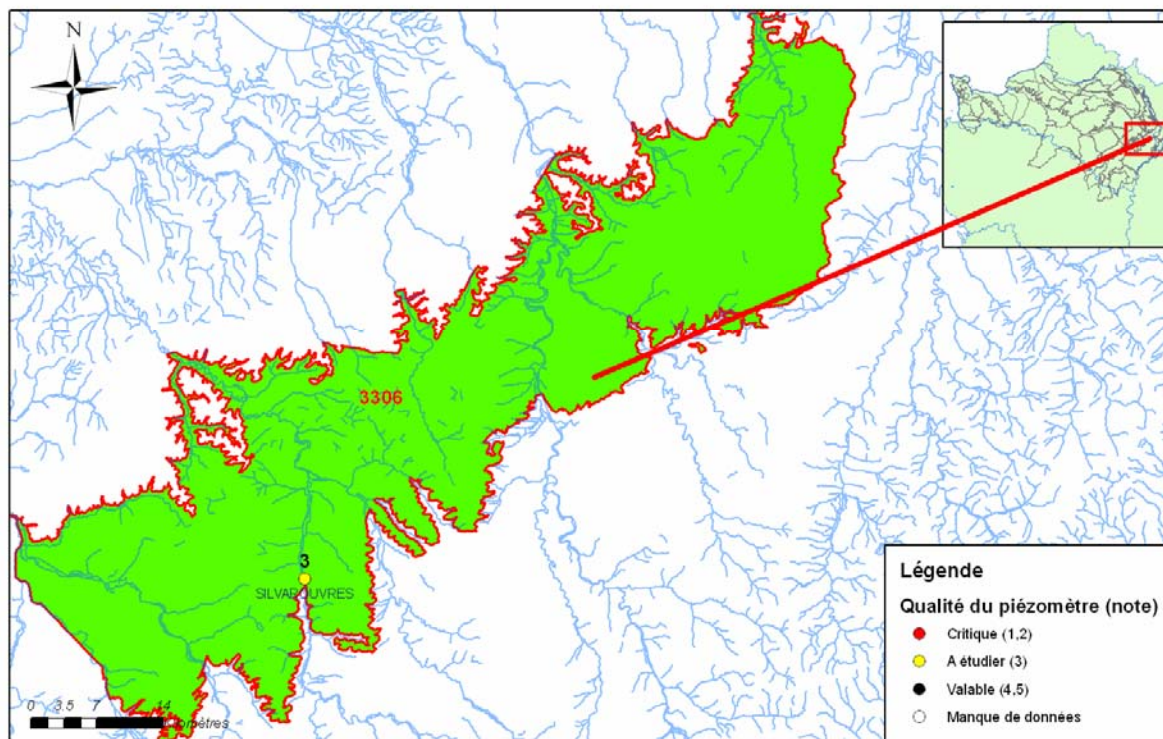 N
3306
3
SILVAROUVRES
0 3,5 7 14
Kilomètres
Légende
Qualité du piézomètre (note)
Critique (1,2)
A étudier (3)
Valable (4,5)
Manque de données